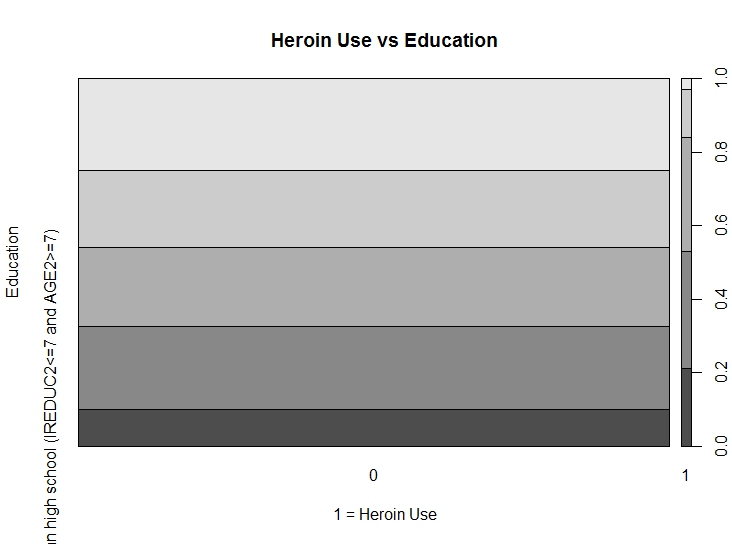 Heroin Use vs Education
Education
high school (IREDUC2<=7 and AGE2>=7)
1.0
0.8
0.6
0.4
0.2
0.0
0
1
1 = Heroin Use